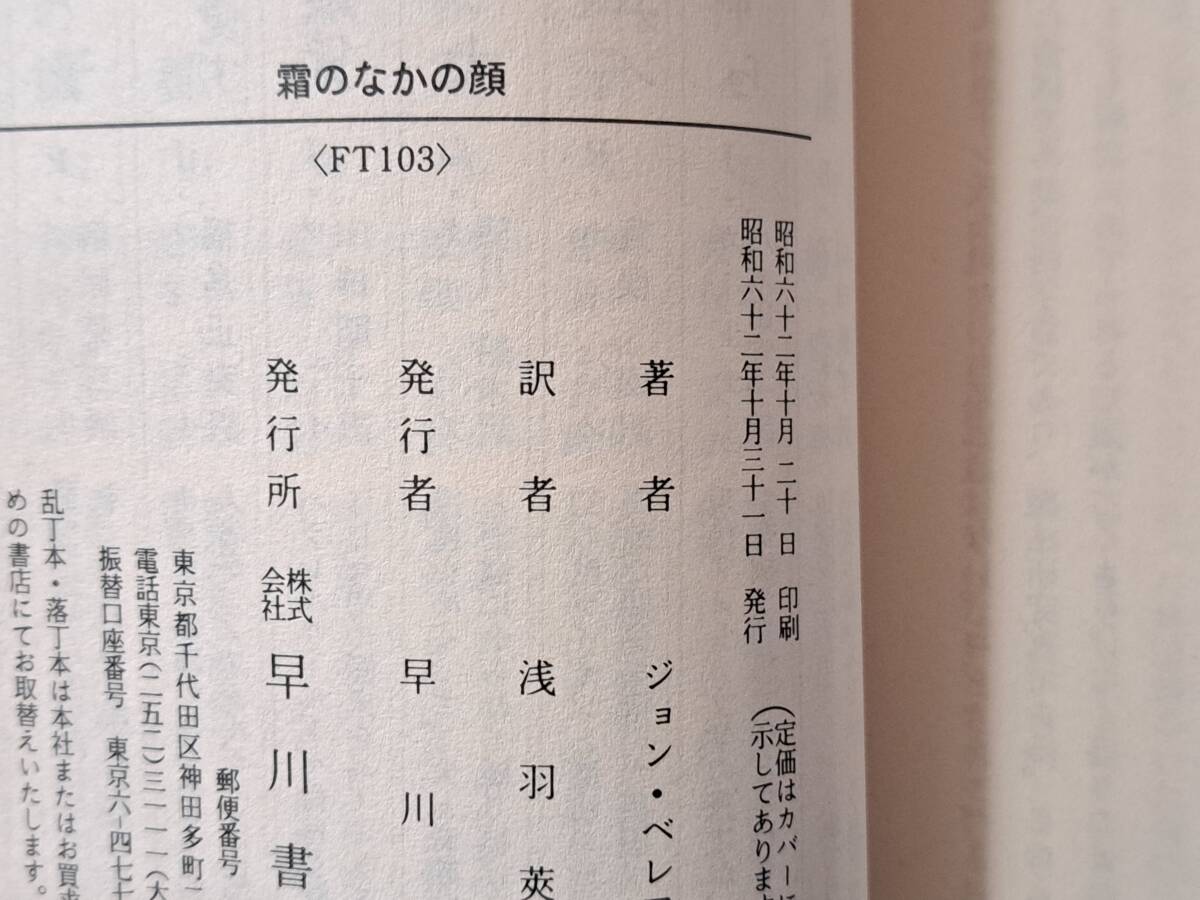 霜のなかの顔
〈FT103〉
昭和六十二年十月二十日 印刷
昭和六十二年十月三十一日 発行
(定価はカバーに
示してありま
著者 ジョン・ベレ
訳者 浅羽莢
発行者 早川
発行所 株式会社 早川書
郵便番号
東京都千代田区神田多町
電話東京(二五二)三一一一(大
振替口座番号 東京六-四七七
乱丁本・落丁本は本社またはお買求
めの書店にてお取替えいたします。